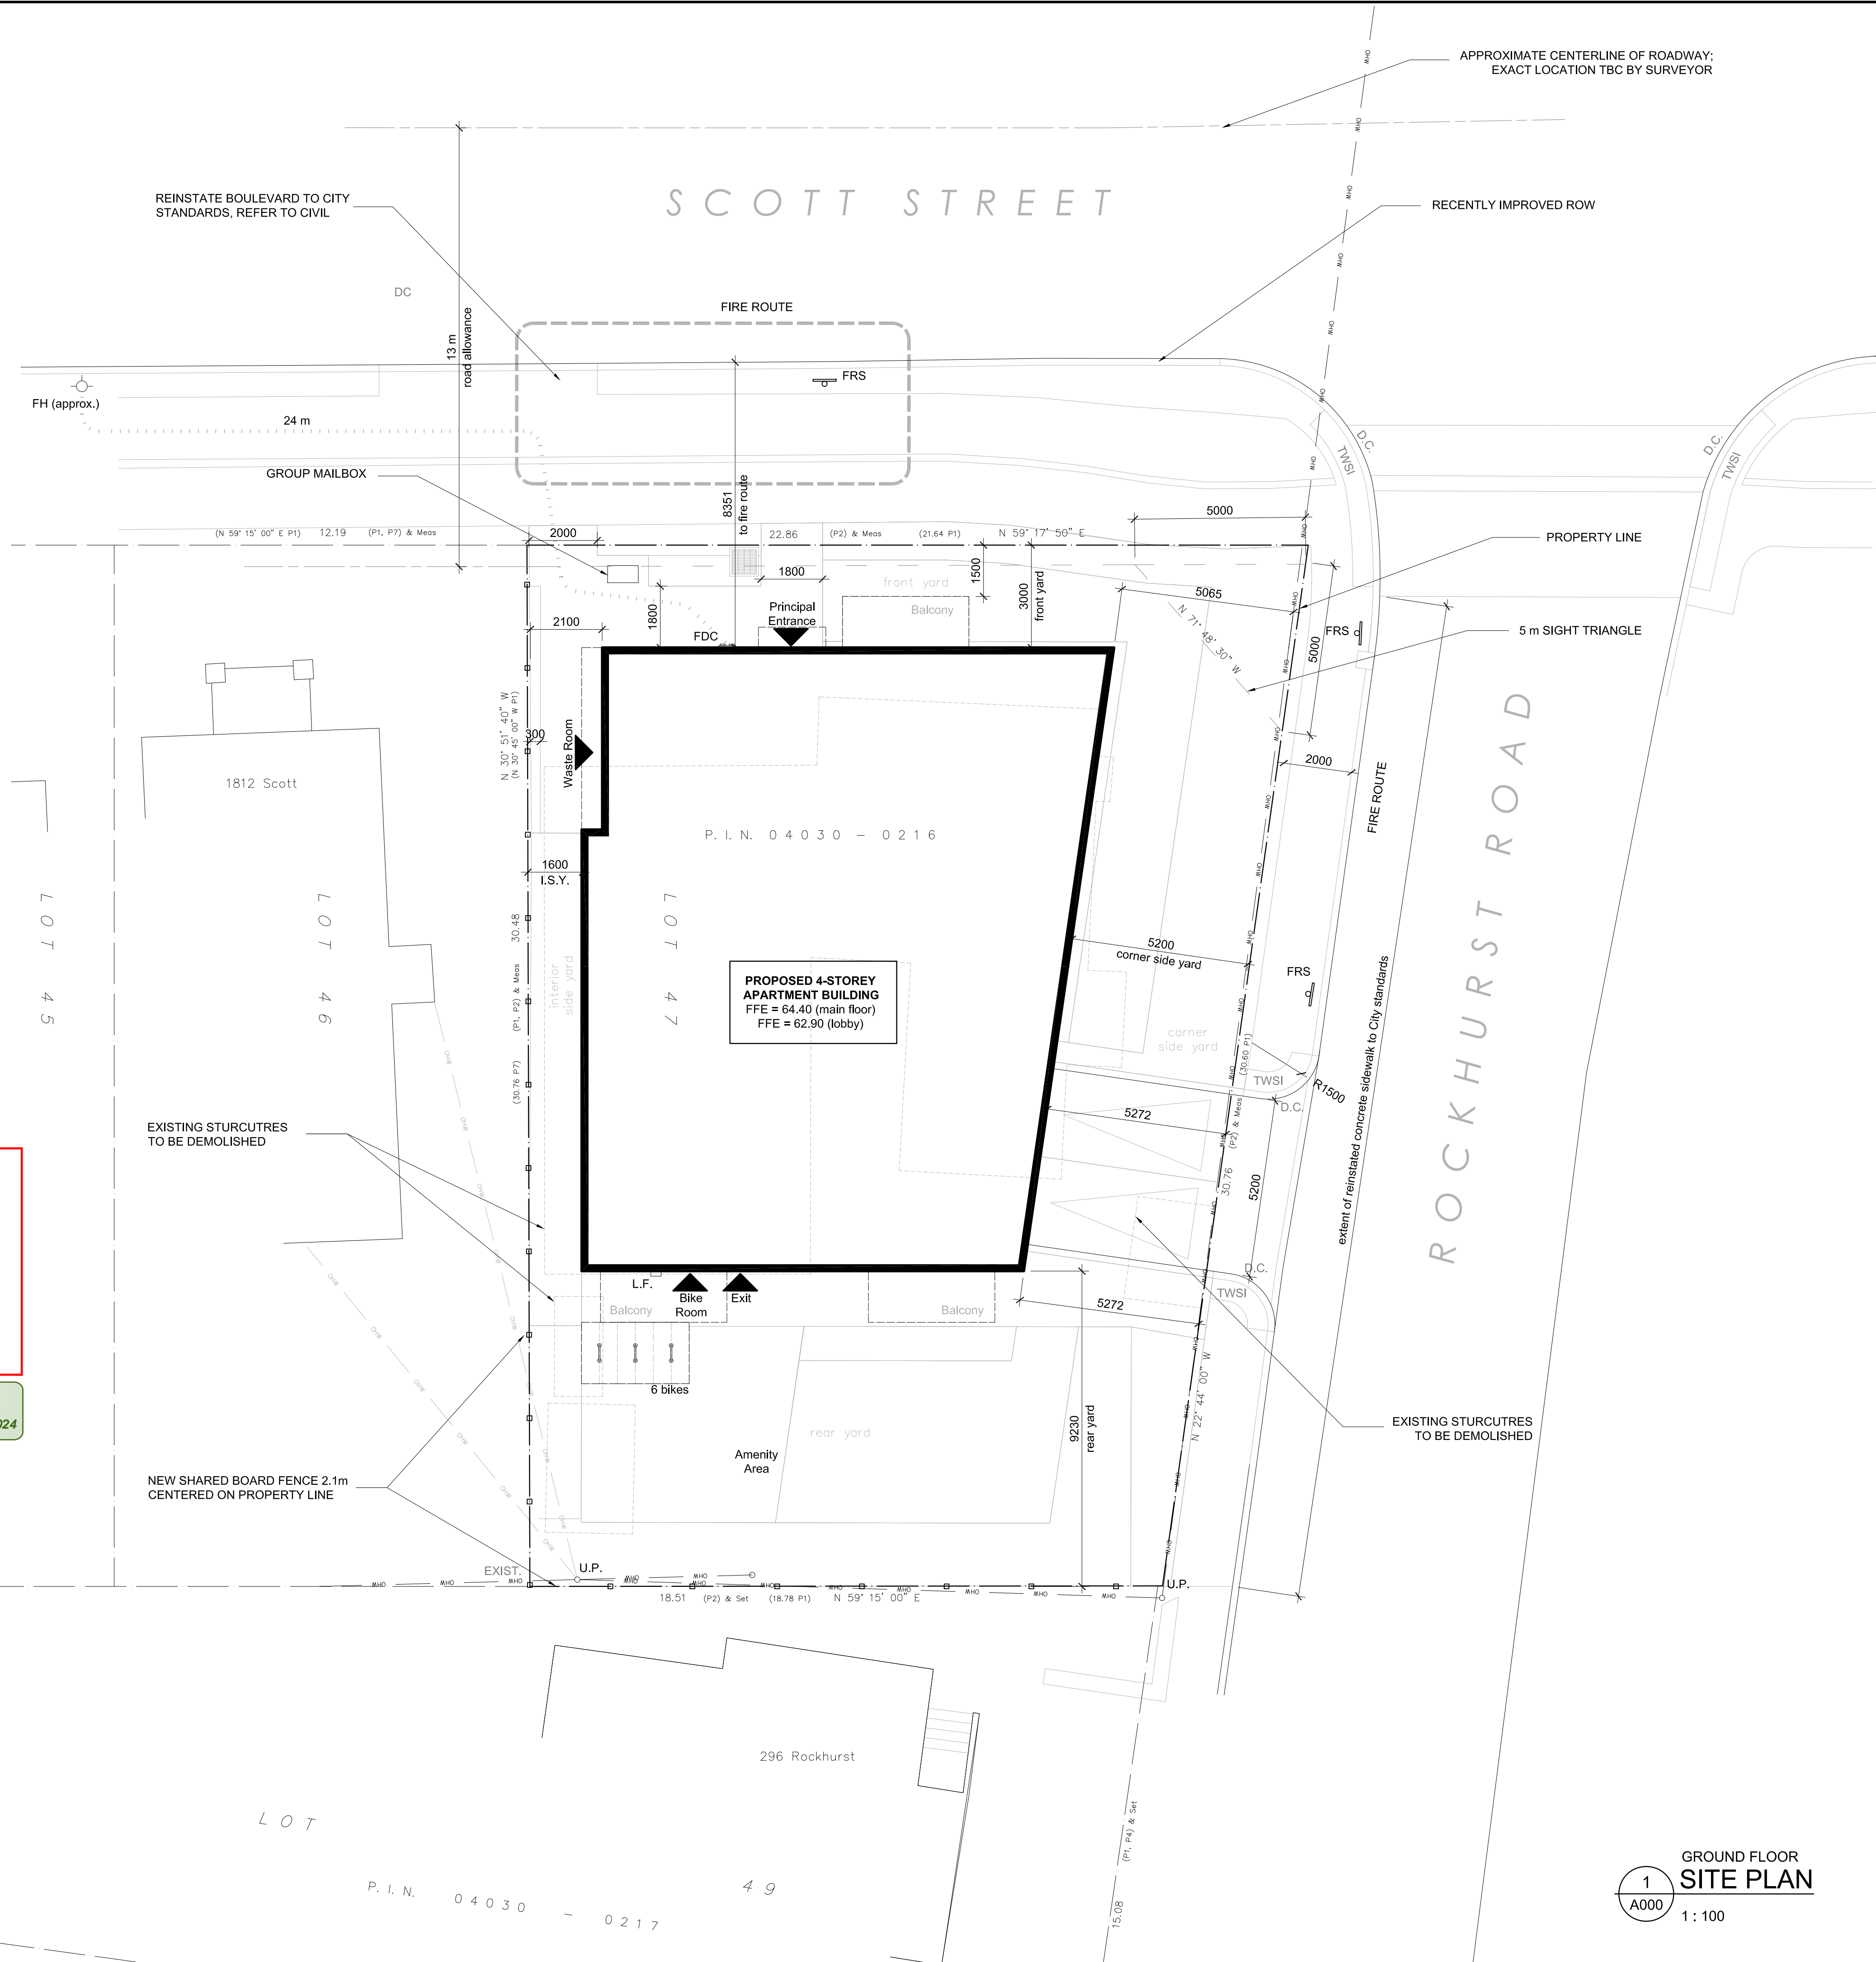 APPROXIMATE CENTERLINE OF ROADWAY;
EXACT LOCATION TBC BY SURVEYOR
SCOTT STREET
REINSTATE BOULEVARD TO CITY
STANDARDS, REFER TO CIVIL
RECENTLY IMPROVED ROW
DC
FIRE ROUTE
13 m
road allowance
FRS
FH (approx.)
24 m
D.C.
TWSI
D.C.
TWSI
GROUP MAILBOX
8351
to fire route
5000
(N 59° 15' 00" E P1) 12.19 (P1, P7) & Meas
2000
22.86 (P2) & Meas (21.64 P1) N 59° 17' 50" E
PROPERTY LINE
1800
front yard
1500
3000
front yard
5065
Balcony
Principal
Entrance
1800
2100
FDC
N 71° 48' 30" W
FRS
5000
5 m SIGHT TRIANGLE
N 30° 51' 40" W
(N 30° 45' 00" W P1)
300
Waste Room
2000
FIRE ROUTE
1812 Scott
P.I.N. 04030 - 0216
1600
I.S.Y.
LOT 45
LOT 46
LOT 47
ROCKHURST ROAD
30.48
(P1, P2) & Meas
(30.76 P7)
interior
side yard
5200
corner side yard
FRS
PROPOSED 4-STOREY
APARTMENT BUILDING
FFE = 64.40 (main floor)
FFE = 62.90 (lobby)
corner
side yard
(30.60 P1)
(P2) & Meas
30.76
TWSI
R1500
D.C.
5272
5200
extent of reinstated concrete sidewalk to City standards
EXISTING STURCUTRES
TO BE DEMOLISHED
D.C.
TWSI
L.F.
Bike
Room
Exit
Balcony
Balcony
5272
6 bikes
9230
rear yard
rear yard
Amenity
Area
N 22° 44' 00" W
EXISTING STURCUTRES
TO BE DEMOLISHED
024
NEW SHARED BOARD FENCE 2.1m
CENTERED ON PROPERTY LINE
EXIST.
U.P.
U.P.
OHW
18.51 (P2) & Set (18.78 P1) N 59° 15' 00" E
296 Rockhurst
LOT
49
P.I.N. 04030 - 0217
(P1, P4) & Set
15.08
GROUND FLOOR
1
SITE PLAN
A000
1 : 100